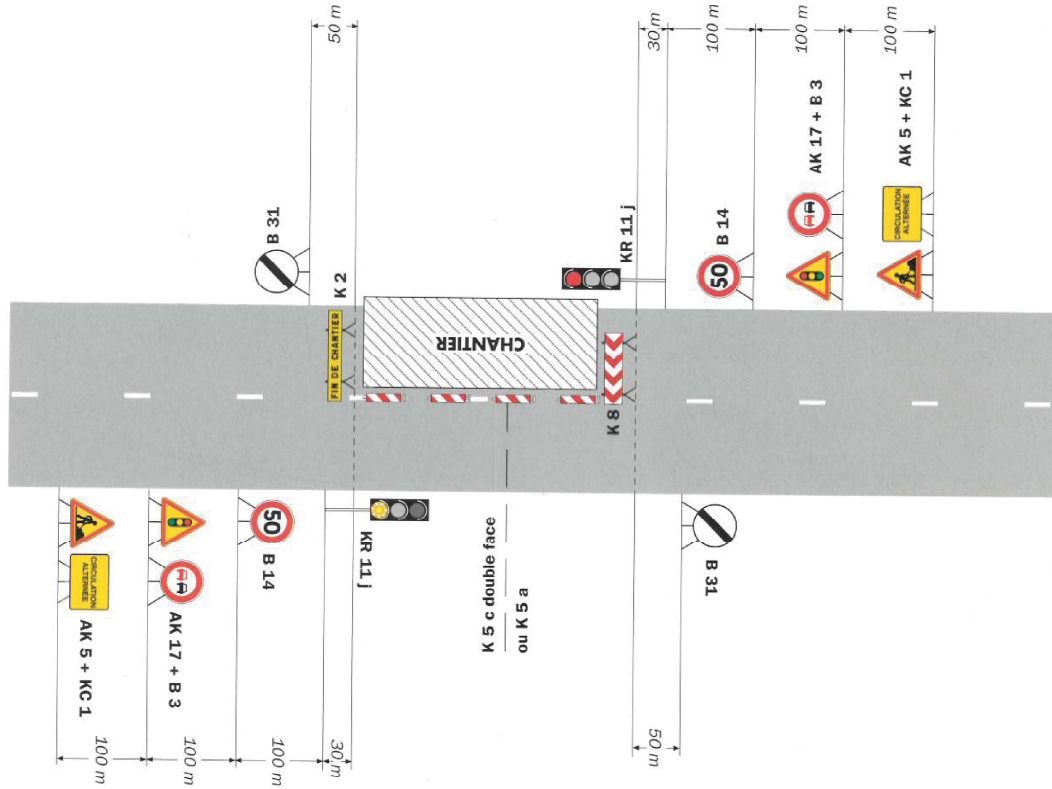 50 m
30 m
100 m
100 m
100 m
B 31
K 2
KR 11 j
B 14
AK 17 + B 3
AK 5 + KC 1
50
CIRCULATION
ALTERNÉE
FIN DE CHANTIER
CHANTIER
K 8
CIRCULATION
ALTERNÉE
50
AK 5 + KC 1
AK 17 + B 3
B 14
KR 11 j
K 5 c double face
ou K 5 a
B 31
100 m
100 m
100 m
30 m
50 m